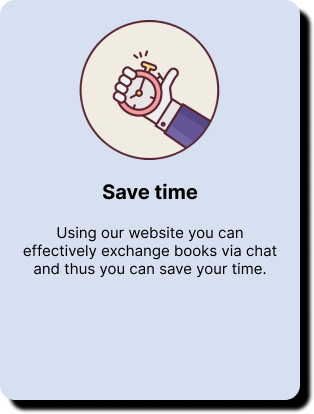 Save time
Using our website you can
effectively exchange books via chat
and thus you can save your time.